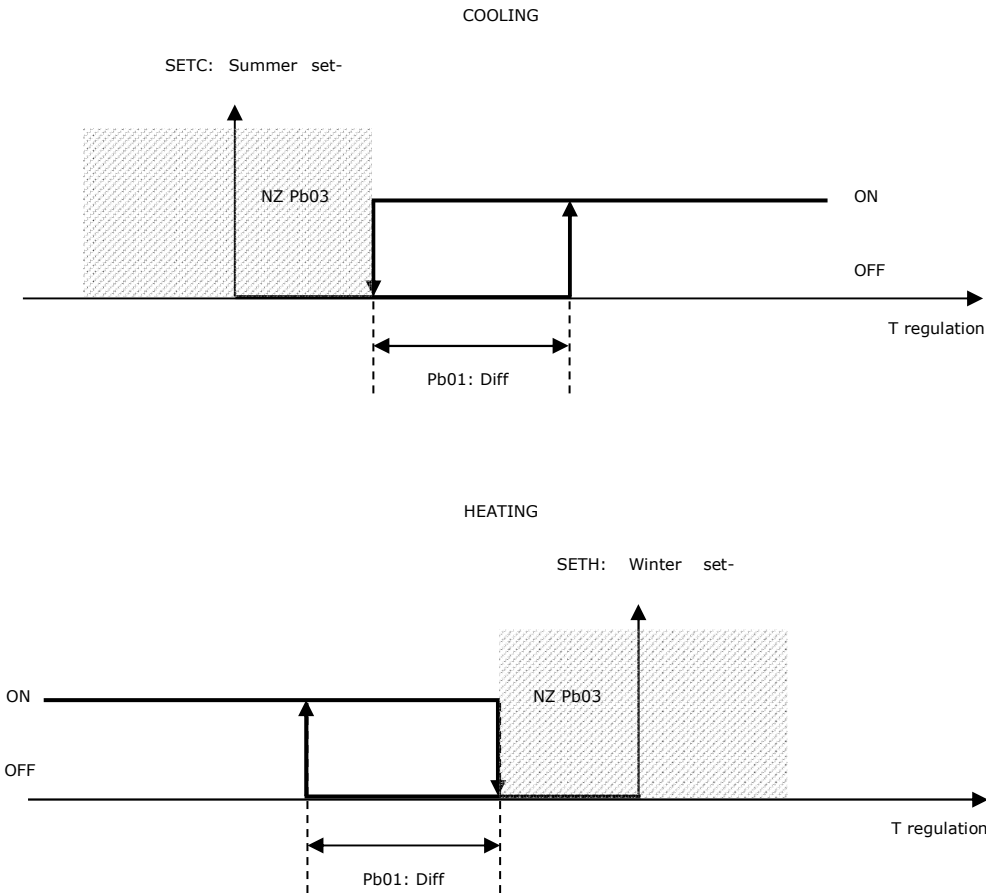 COOLING
SETC: Summer set-
NZ Pb03
ON
OFF
T regulation
Pb01: Diff
HEATING
SETH: Winter set-
ON
NZ Pb03
OFF
T regulation
Pb01: Diff